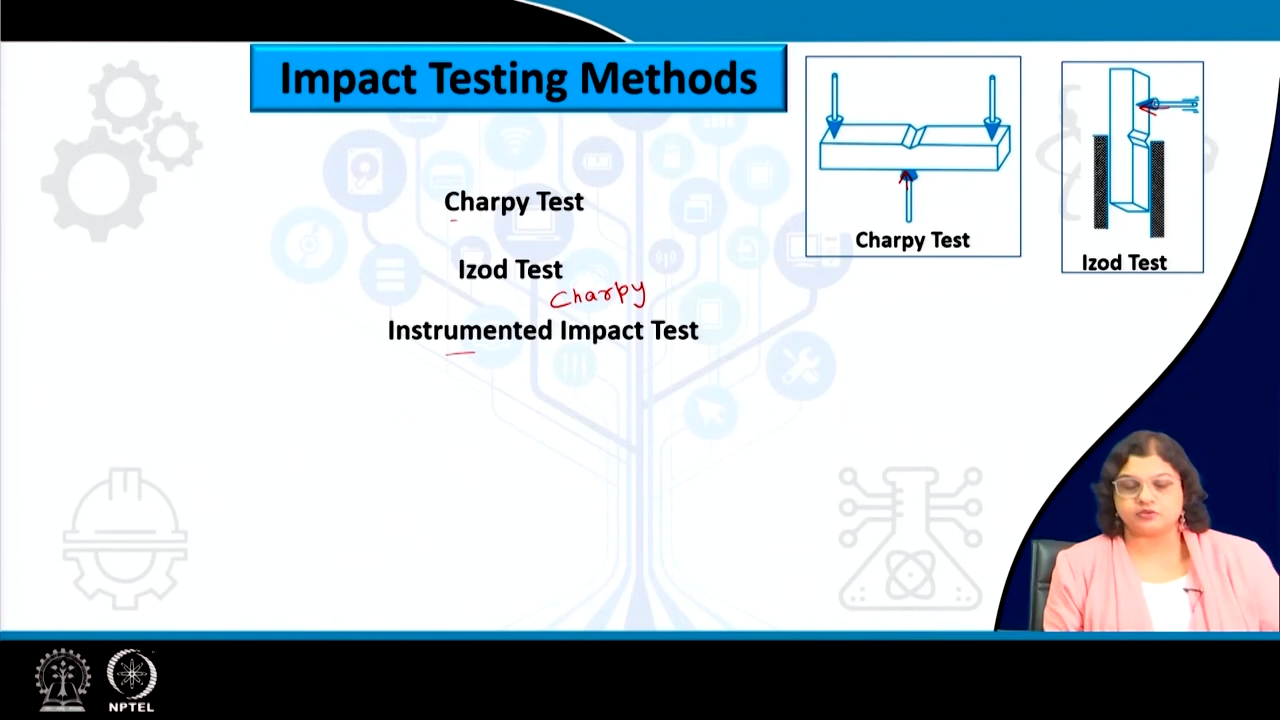 Impact Testing Methods
Charpy Test
Izod Test
Charpy
Instrumented Impact Test
Charpy Test
Izod Test
NPTEL